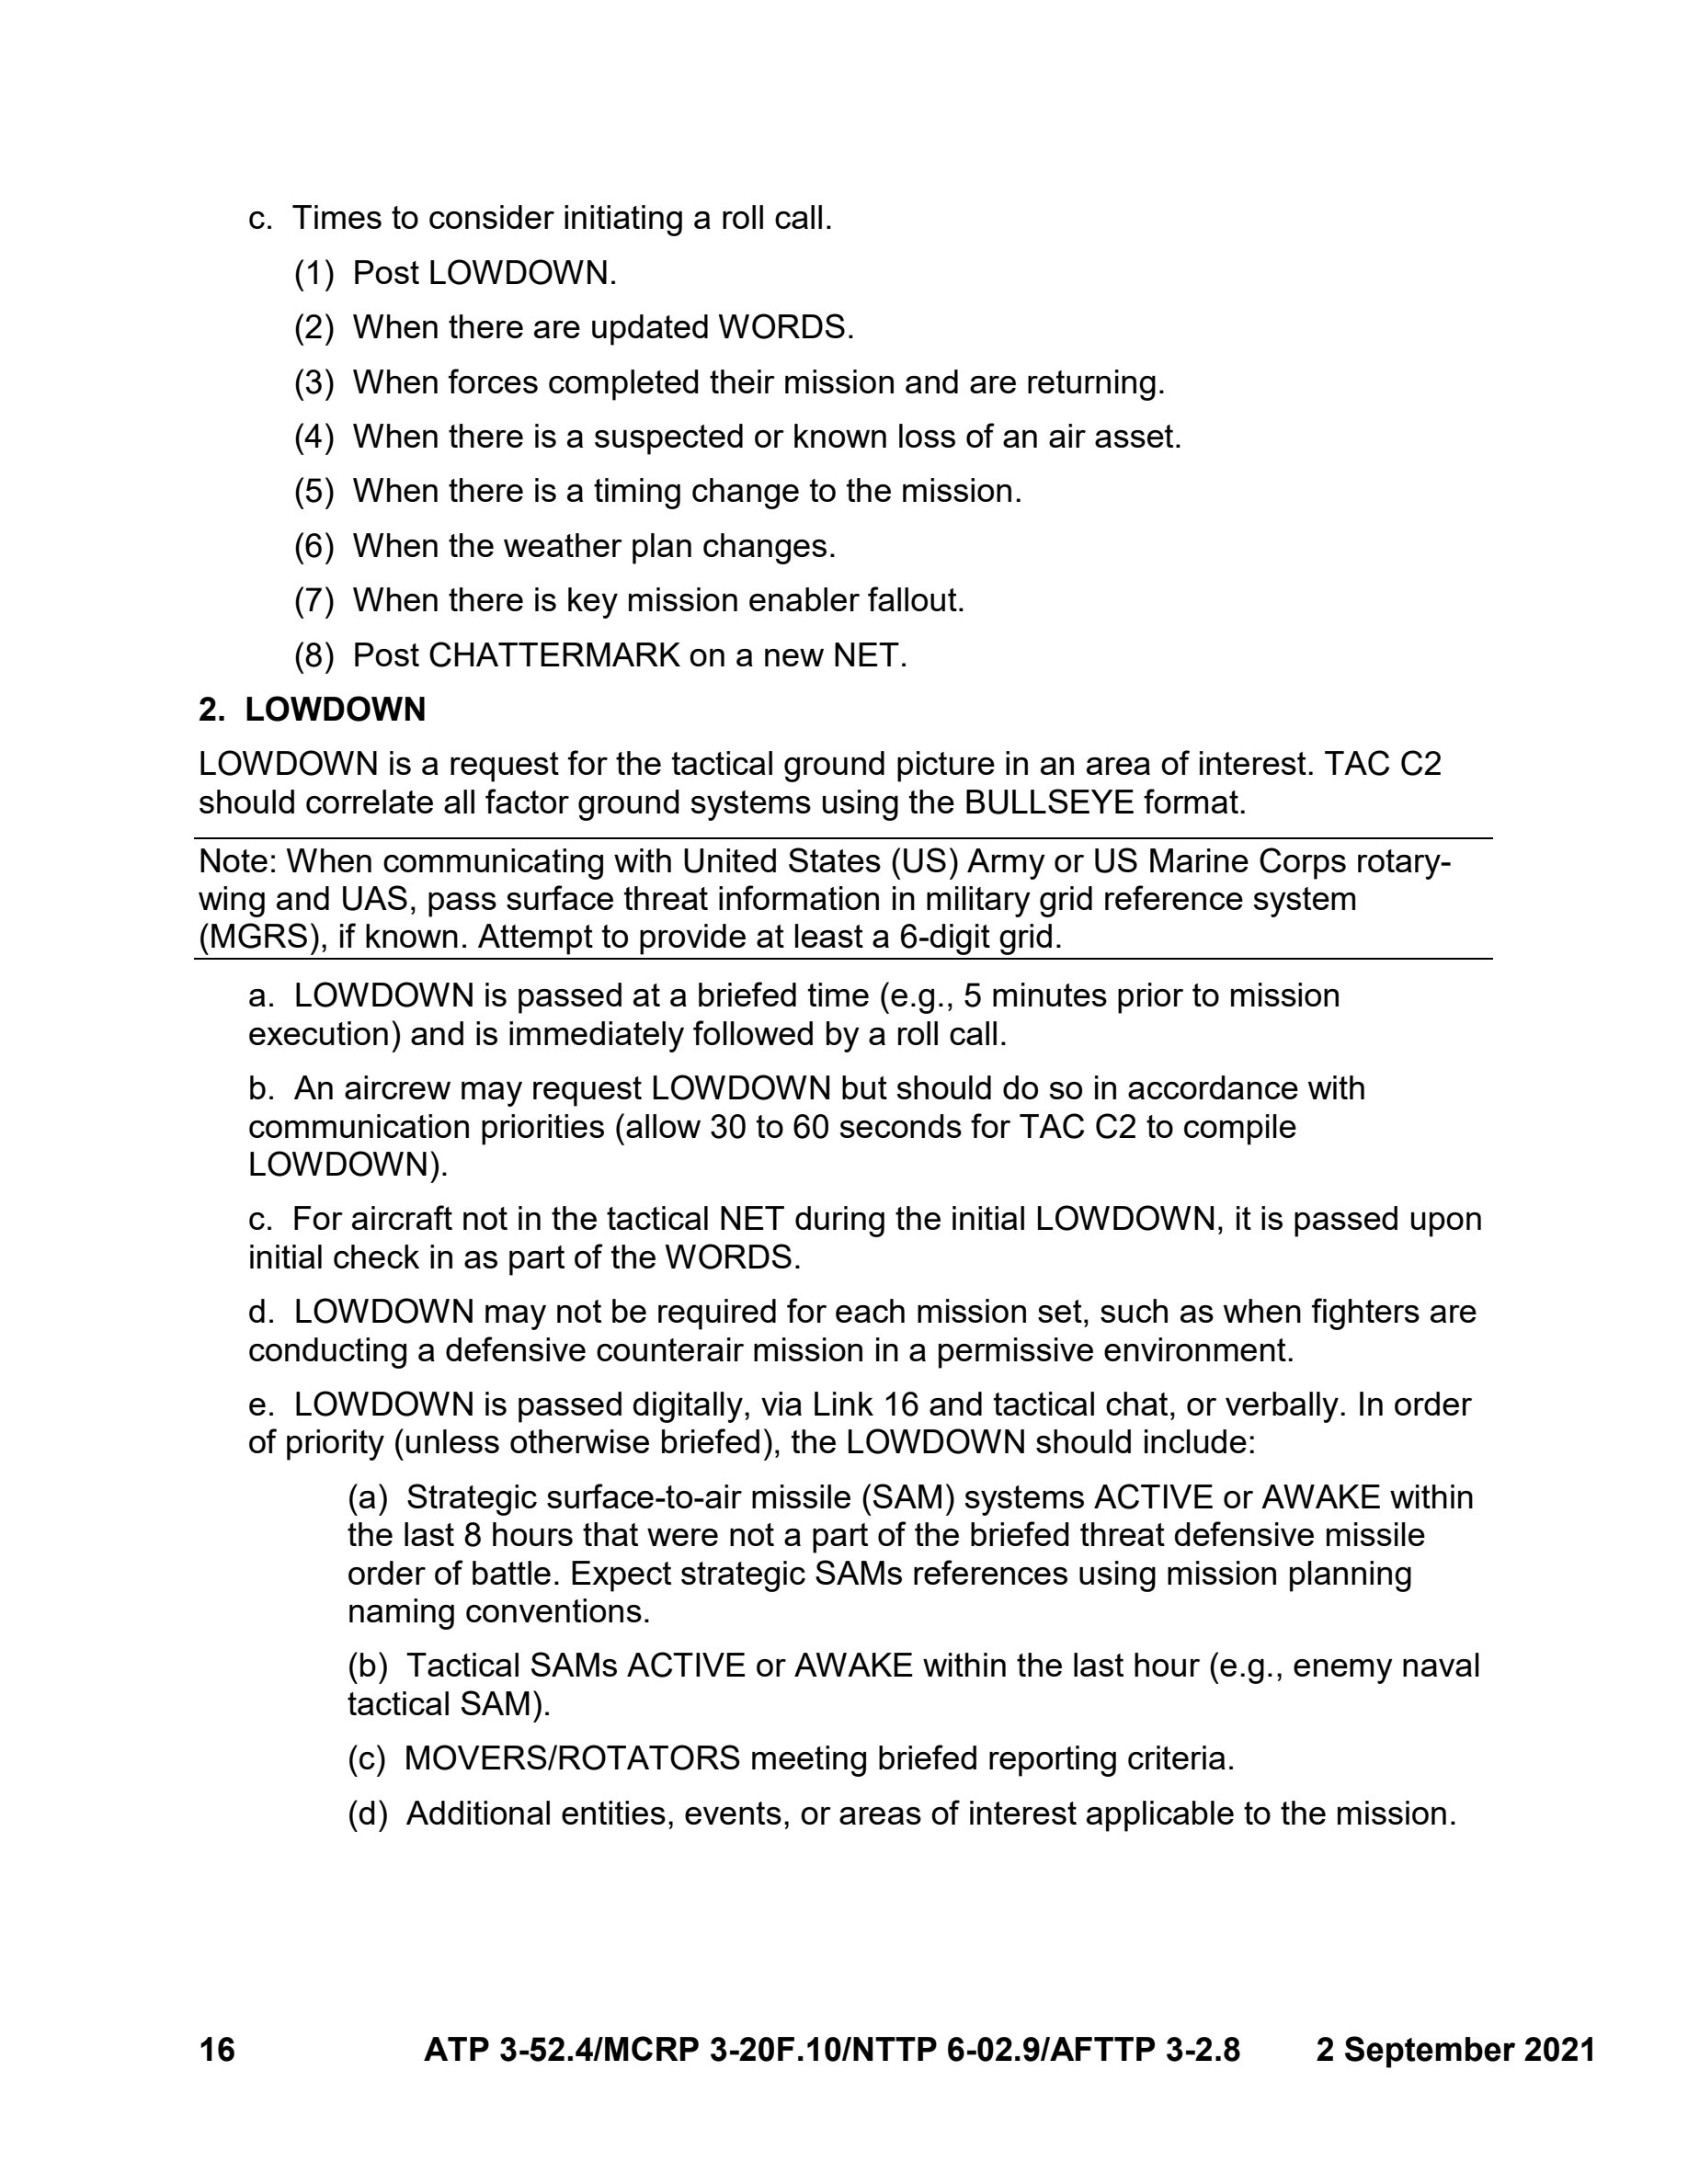 c. Times to consider initiating a roll call.
(1) Post LOWDOWN.
(2) When there are updated WORDS.
(3) When forces completed their mission and are returning.
(4) When there is a suspected or known loss of an air asset.
(5) When there is a timing change to the mission.
(6) When the weather plan changes.
(7) When there is key mission enabler fallout.
(8) Post CHATTERMARK on a new NET.
2. LOWDOWN
LOWDOWN is a request for the tactical ground picture in an area of interest. TAC C2
should correlate all factor ground systems using the BULLSEYE format.
Note: When communicating with United States (US) Army or US Marine Corps rotary-
wing and UAS, pass surface threat information in military grid reference system
(MGRS), if known. Attempt to provide at least a 6-digit grid.
a. LOWDOWN is passed at a briefed time (e.g., 5 minutes prior to mission
execution) and is immediately followed by a roll call.
b. An aircrew may request LOWDOWN but should do so in accordance with
communication priorities (allow 30 to 60 seconds for TAC C2 to compile
LOWDOWN).
c. For aircraft not in the tactical NET during the initial LOWDOWN, it is passed upon
initial check in as part of the WORDS.
d. LOWDOWN may not be required for each mission set, such as when fighters are
conducting a defensive counterair mission in a permissive environment.
e. LOWDOWN is passed digitally, via Link 16 and tactical chat, or verbally. In order
of priority (unless otherwise briefed), the LOWDOWN should include:
(a) Strategic surface-to-air missile (SAM) systems ACTIVE or AWAKE within
the last 8 hours that were not a part of the briefed threat defensive missile
order of battle. Expect strategic SAMs references using mission planning
naming conventions.
(b) Tactical SAMs ACTIVE or AWAKE within the last hour (e.g., enemy naval
tactical SAM).
(c) MOVERS/ROTATORS meeting briefed reporting criteria.
(d) Additional entities, events, or areas of interest applicable to the mission.
16 ATP 3-52.4/MCRP 3-20F.10/NTTP 6-02.9/AFTTP 3-2.8 2 September 2021